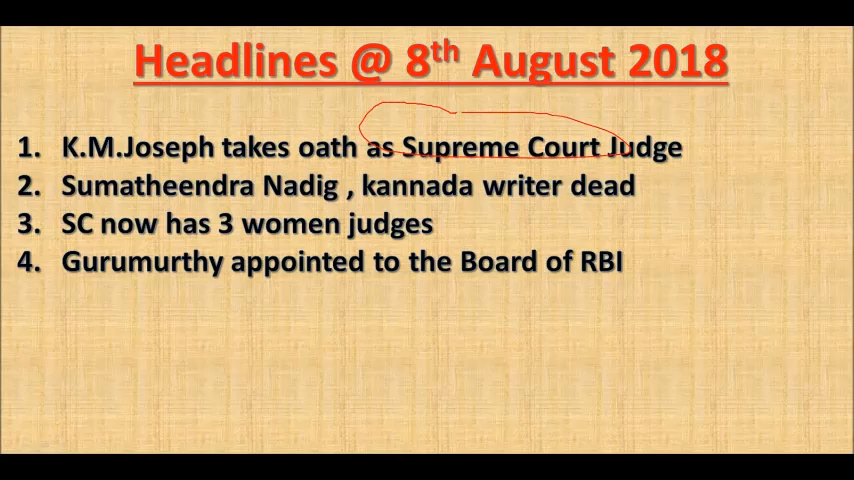 Headlines @ 8th August 2018
1. K.M.Joseph takes oath as Supreme Court Judge
2. Sumatheendra Nadig , kannada writer dead
3. SC now has 3 women judges
4. Gurumurthy appointed to the Board of RBI